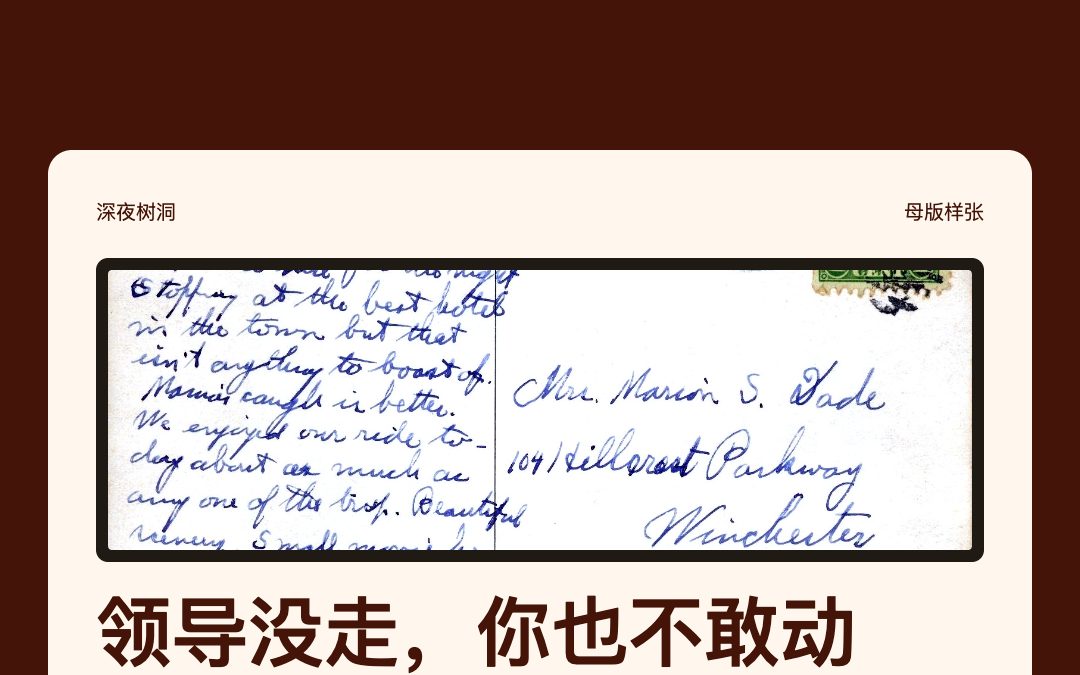 深夜树洞
母版样张
Stopping at the best hotel
in the town but that
isn't anything to boast of.
Mamie's cough is better.
We enjoyed our ride to-
day about as much as
any one of the trip. Beautiful
scenery. Small movie
Mrs. Marion S. Dade
104 Hillcrest Parkway
Winchester
领导没走，你也不敢动